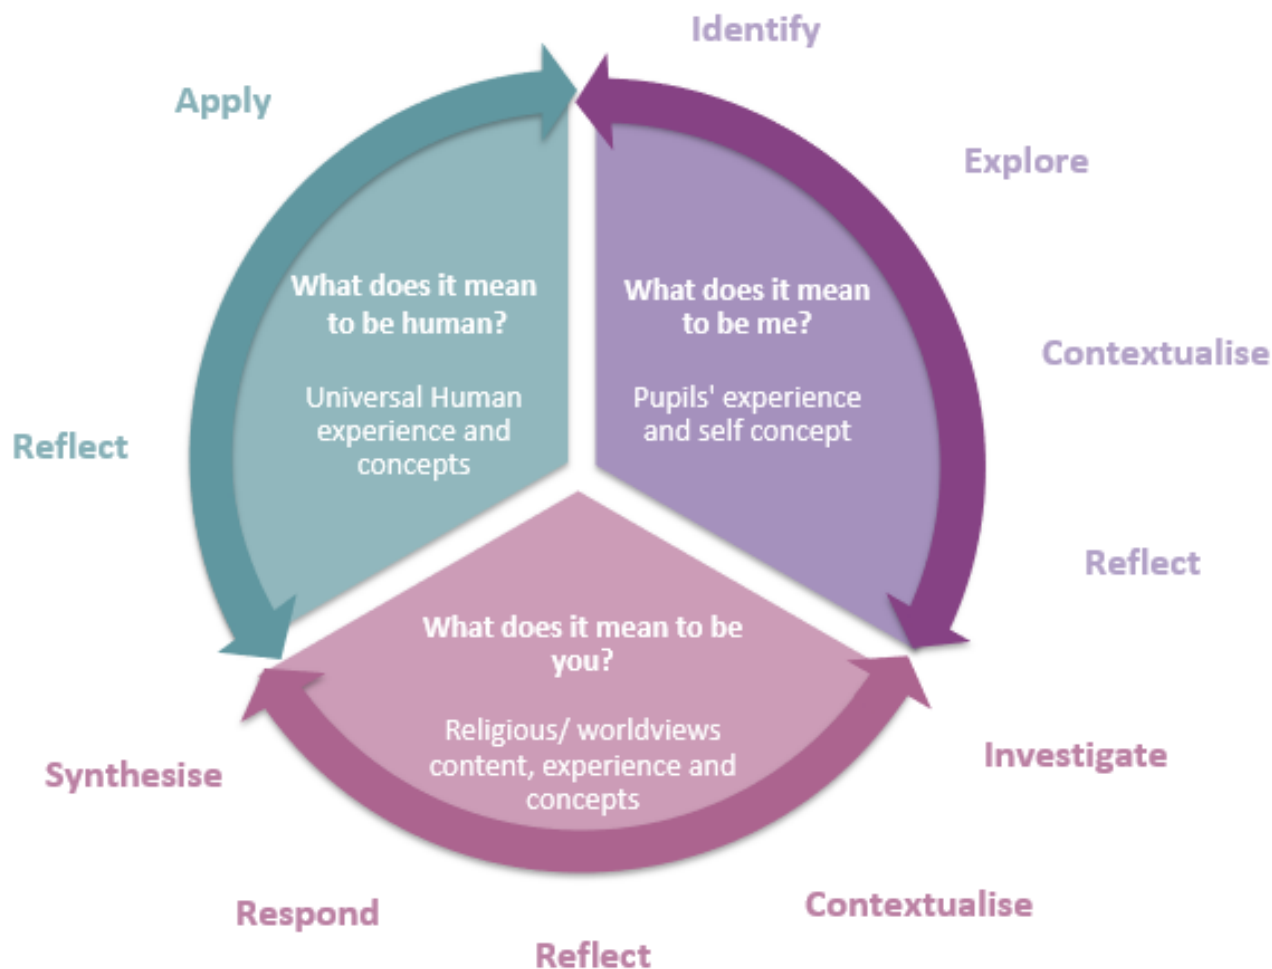 Identify
Apply
Explore
What does it mean
to be human?
Universal Human
experience and
concepts
What does it mean
to be me?
Pupils' experience
and self concept
Contextualise
Reflect
Reflect
What does it mean to be
you?
Religious/ worldviews
content, experience and
concepts
Investigate
Synthesise
Contextualise
Respond
Reflect